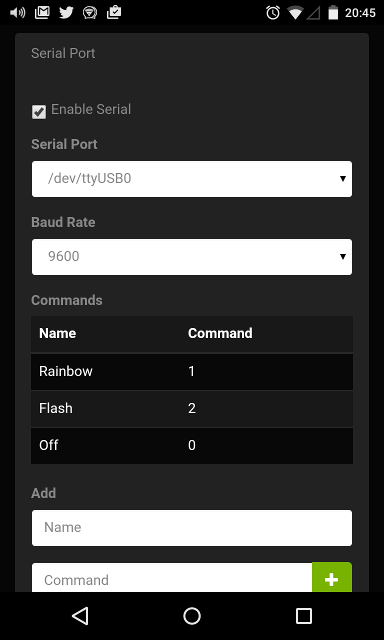 20:45
Serial Port
Enable Serial
Serial Port
/dev/ttyUSB0
Baud Rate
9600
Commands
Name Command
Rainbow 1
Flash 2
Off 0
Add
Name
Command